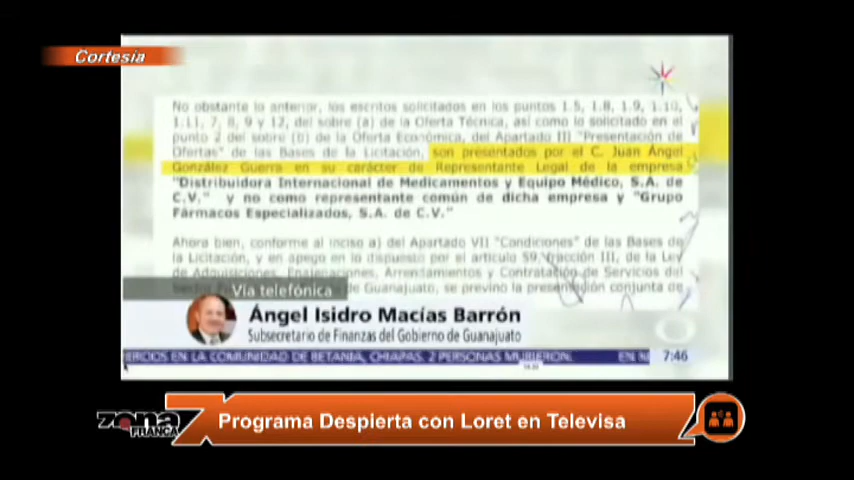 Cortesía
No obstante lo anterior, los escritos solicitados en los puntos 1.5, 1.8, 1.9, 1.10,
1.11, 7, 8, 9 y 12, del sobre (a) de la Oferta Técnica, así como lo solicitado en el
punto 2 del sobre (b) de la Oferta Económica, del Apartado III "Presentación de
Ofertas" de las Bases de la Licitación, son presentados por el C. Juan Ángel
González Guerra en su carácter de Representante Legal de la empresa
"Distribuidora Internacional de Medicamentos y Equipo Médico, S.A. de
C.V." y no como representante común de dicha empresa y "Grupo
Fármacos Especializados, S.A. de C.V."
Ahora bien, conforme al inciso a) del Apartado VII "Condiciones" de las Bases de
la Licitación, y en apego en lo dispuesto por el artículo 59, fracción III, de la Ley
de Adquisiciones, Enajenaciones, Arrendamientos y Contratación de Servicios del
de Guanajuato, se previno la presentación conjunta de
Vía telefónica
Ángel Isidro Macías Barrón
Subsecretario de Finanzas del Gobierno de Guanajuato
ERCIOS EN LA COMUNIDAD DE BETANIA, CHIAPAS. 2 PERSONAS MURIERON. EN M
7:46
zona
FRANCA
Programa Despierta con Loret en Televisa